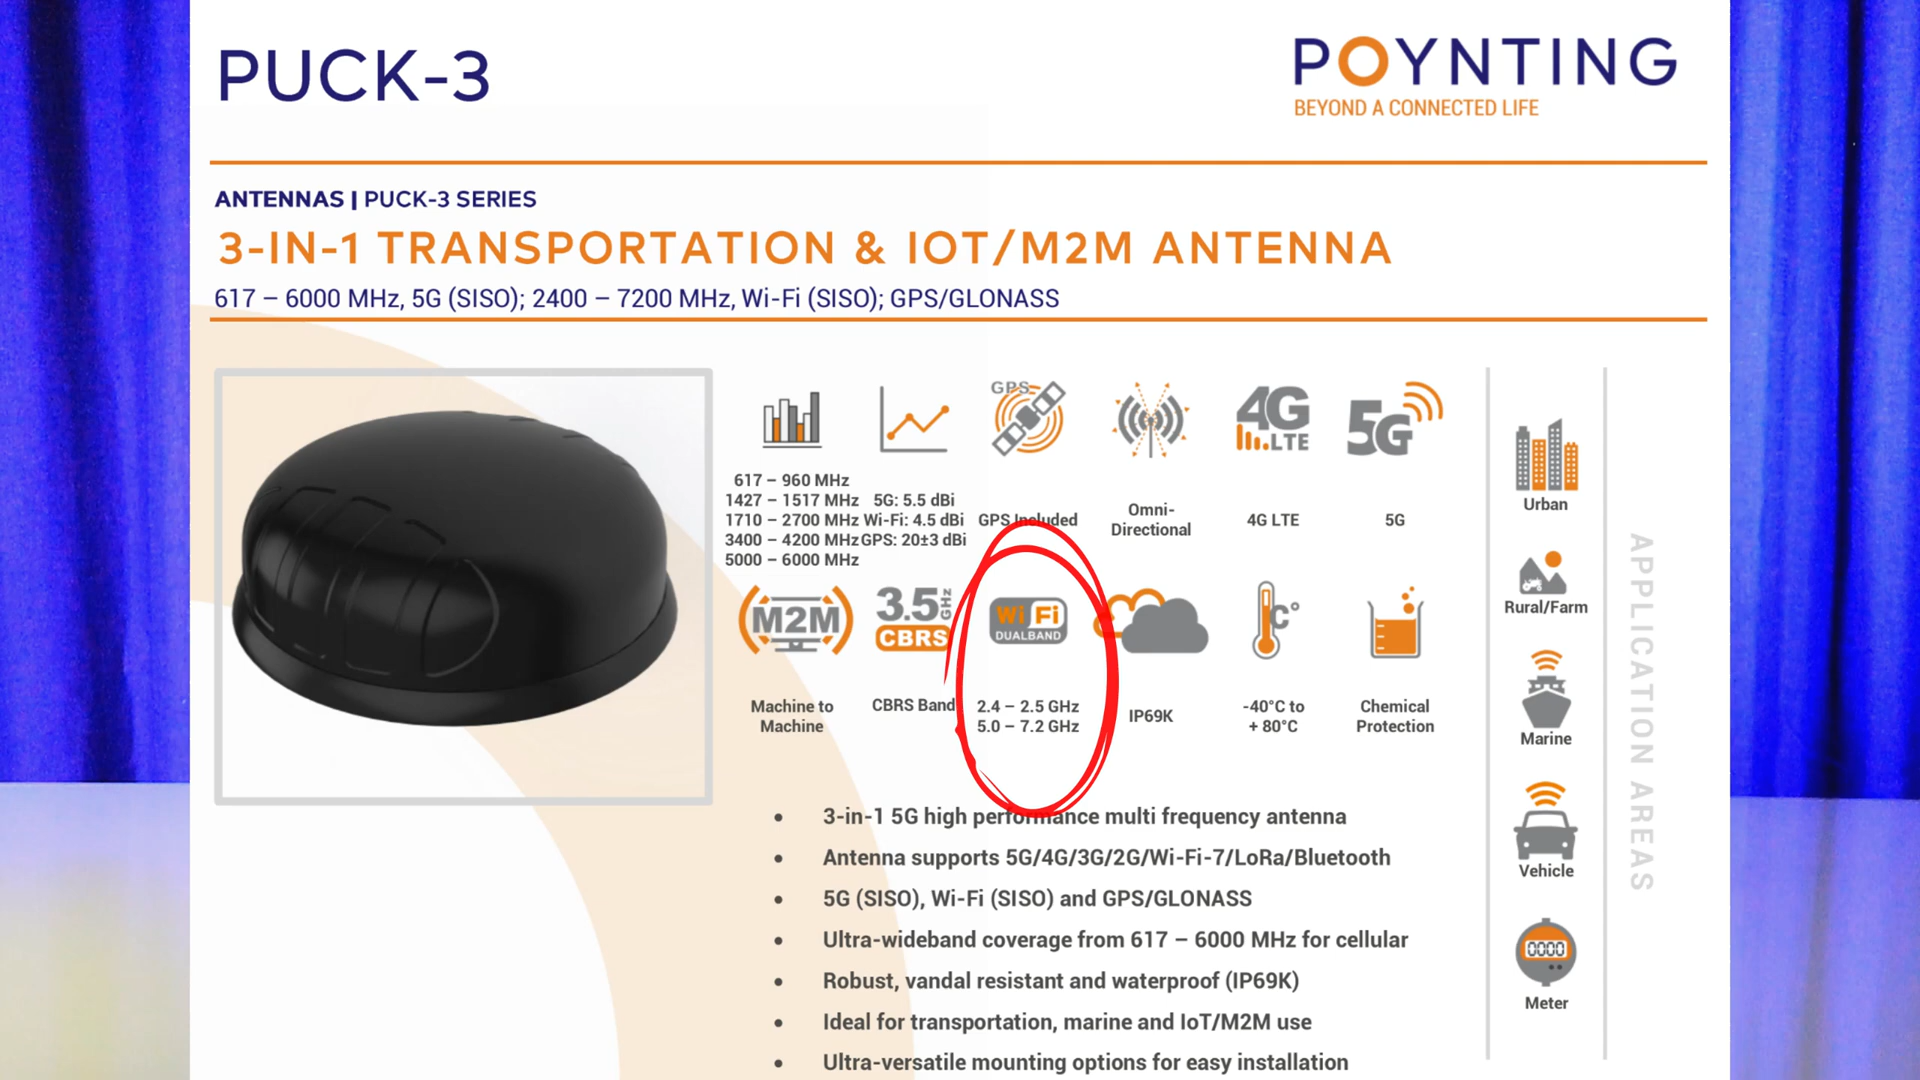 PUCK-3
POYNTING
BEYOND A CONNECTED LIFE
ANTENNAS | PUCK-3 SERIES
3-IN-1 TRANSPORTATION & IOT/M2M ANTENNA
617 – 6000 MHz, 5G (SISO); 2400 – 7200 MHz, Wi-Fi (SISO); GPS/GLONASS
617 – 960 MHz
1427 – 1517 MHz
1710 – 2700 MHz
3400 – 4200 MHz
5000 – 6000 MHz
5G: 5.5 dBi
Wi-Fi: 4.5 dBi
GPS: 20±3 dBi
GPS
GPS Included
Omni-
Directional
4G
LTE
4G LTE
5G
5G
M2M
Machine to
Machine
3.5 GHz
CBRS
CBRS Band
Wi Fi
DUALBAND
2.4 – 2.5 GHz
5.0 – 7.2 GHz
IP69K
C°
-40°C to
+ 80°C
Chemical
Protection
Urban
Rural/Farm
Marine
Vehicle
0000
Meter
APPLICATION AREAS
• 3-in-1 5G high performance multi frequency antenna
• Antenna supports 5G/4G/3G/2G/Wi-Fi-7/LoRa/Bluetooth
• 5G (SISO), Wi-Fi (SISO) and GPS/GLONASS
• Ultra-wideband coverage from 617 – 6000 MHz for cellular
• Robust, vandal resistant and waterproof (IP69K)
• Ideal for transportation, marine and IoT/M2M use
• Ultra-versatile mounting options for easy installation